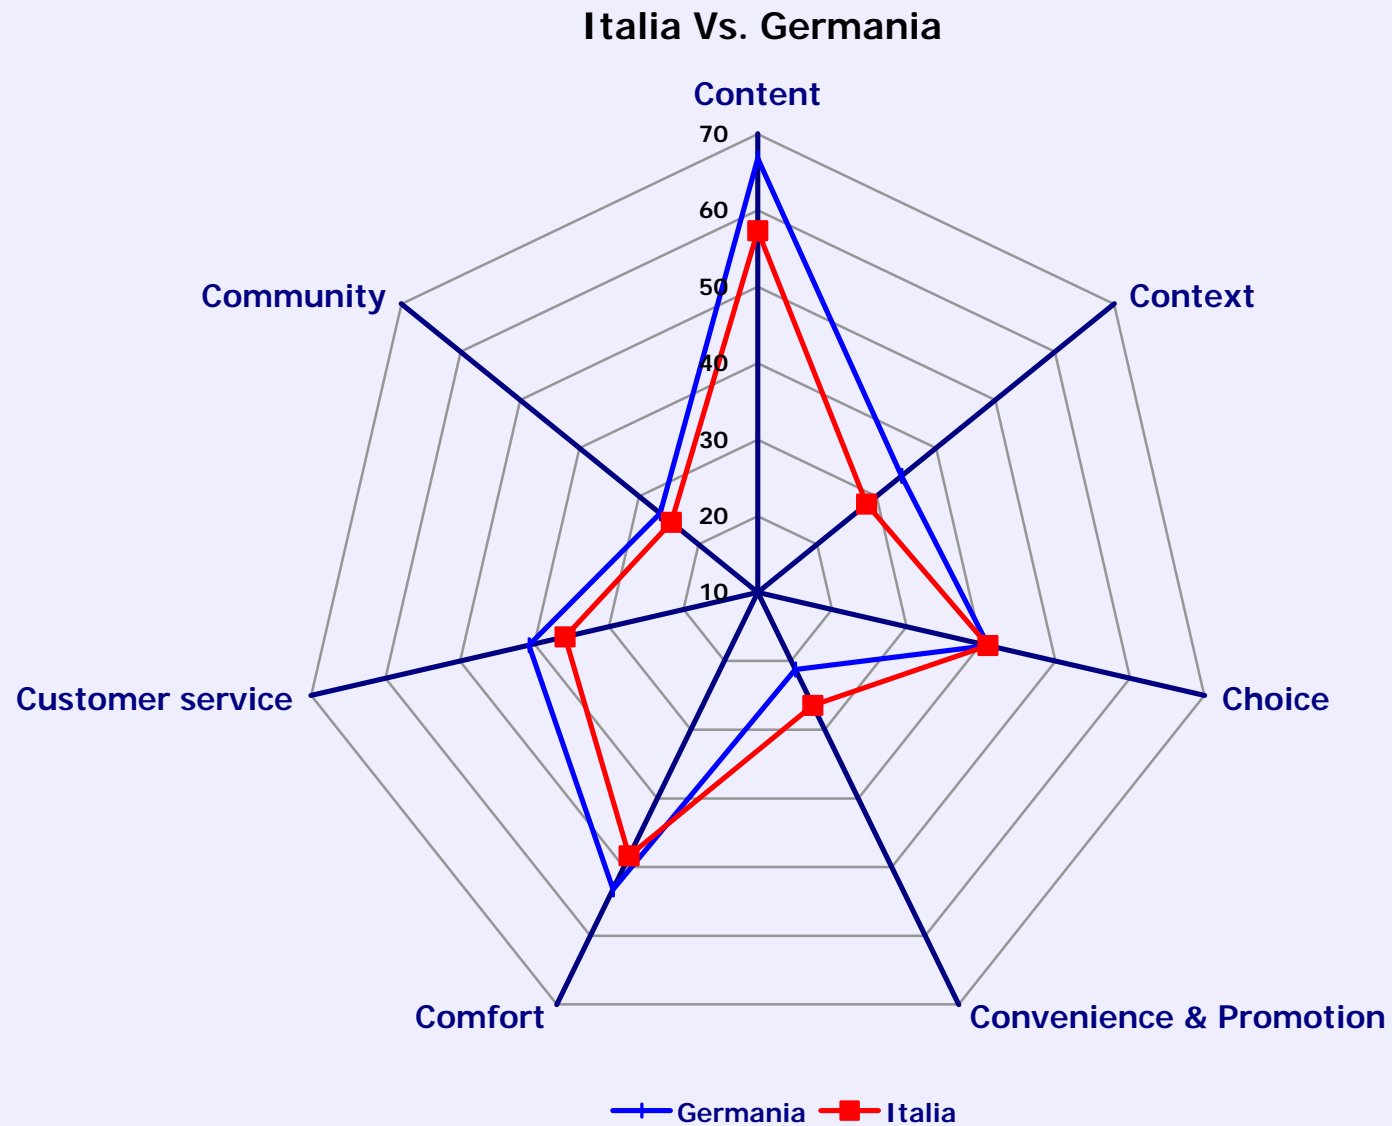 Italia Vs. Germania
Content
70
60
50
40
30
20
10
Community
Context
Customer service
Choice
Comfort
Convenience & Promotion
Germania
Italia